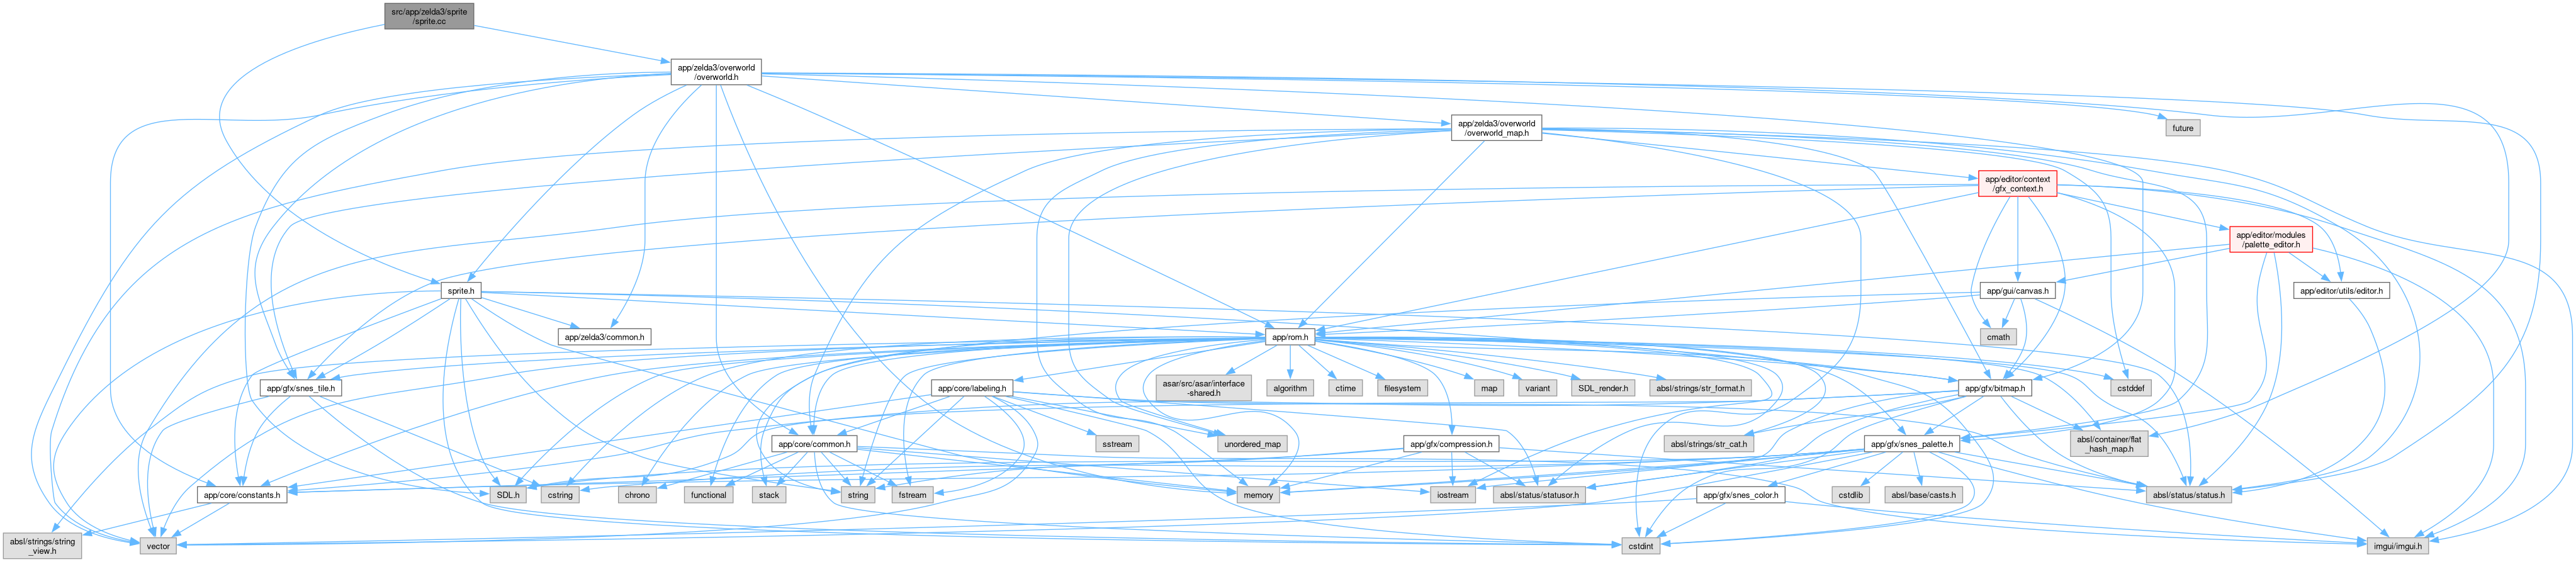 src/app/zelda3/sprite
/sprite.cc
app/zelda3/overworld
/overworld.h
app/zelda3/overworld
/overworld_map.h
future
app/editor/context
/gfx_context.h
app/editor/modules
/palette_editor.h
sprite.h
app/gui/canvas.h
app/editor/utils/editor.h
app/zelda3/common.h
app/rom.h
cmath
app/gfx/snes_tile.h
app/core/labeling.h
asar/src/asar/interface
-shared.h
algorithm
ctime
filesystem
map
variant
SDL_render.h
absl/strings/str_format.h
app/gfx/bitmap.h
cstddef
app/core/common.h
sstream
unordered_map
app/gfx/compression.h
absl/strings/str_cat.h
app/gfx/snes_palette.h
absl/container/flat
_hash_map.h
app/core/constants.h
SDL.h
cstring
chrono
functional
stack
string
fstream
memory
iostream
absl/status/statusor.h
cstdlib
absl/base/casts.h
app/gfx/snes_color.h
absl/status/status.h
absl/strings/string
_view.h
vector
cstdint
imgui/imgui.h